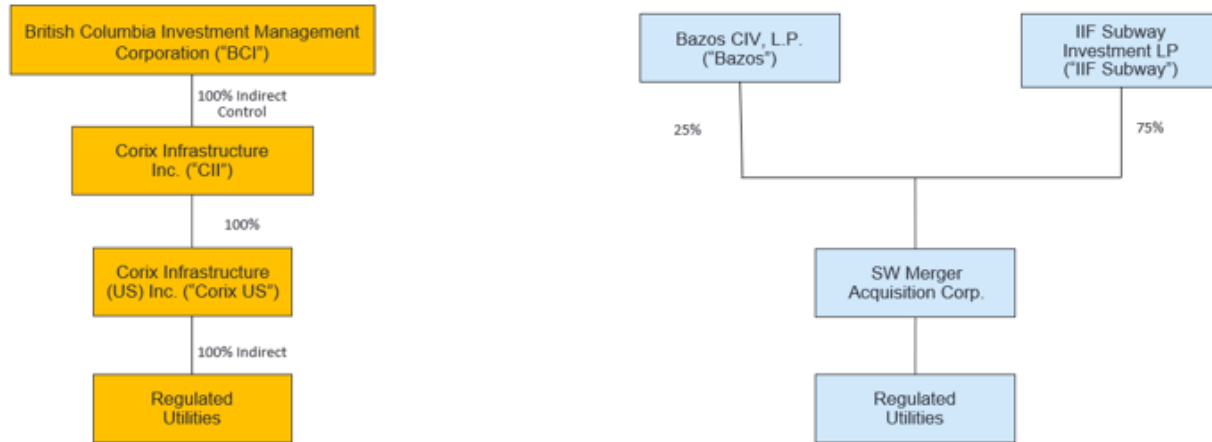 British Columbia Investment Management
Corporation ("BCI")
100% Indirect
Control
Corix Infrastructure
Inc. ("CII")
100%
Corix Infrastructure
(US) Inc. ("Corix US")
100% Indirect
Regulated
Utilities
Bazos CIV, L.P.
("Bazos")
IIF Subway
Investment LP
("IIF Subway")
25%
75%
SW Merger
Acquisition Corp.
Regulated
Utilities